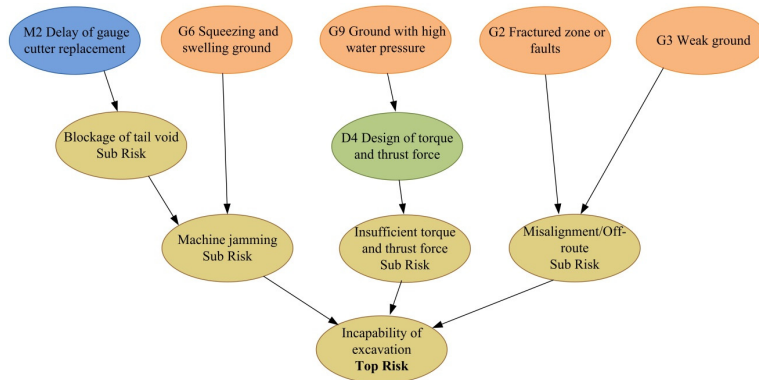 M2 Delay of gauge
cutter replacement
G6 Squeezing and
swelling ground
G9 Ground with high
water pressure
G2 Fractured zone or
faults
G3 Weak ground
Blockage of tail void
Sub Risk
D4 Design of torque
and thrust force
Machine jamming
Sub Risk
Insufficient torque
and thrust force
Sub Risk
Misalignment/Off-
route
Sub Risk
Incapability of
excavation
Top Risk